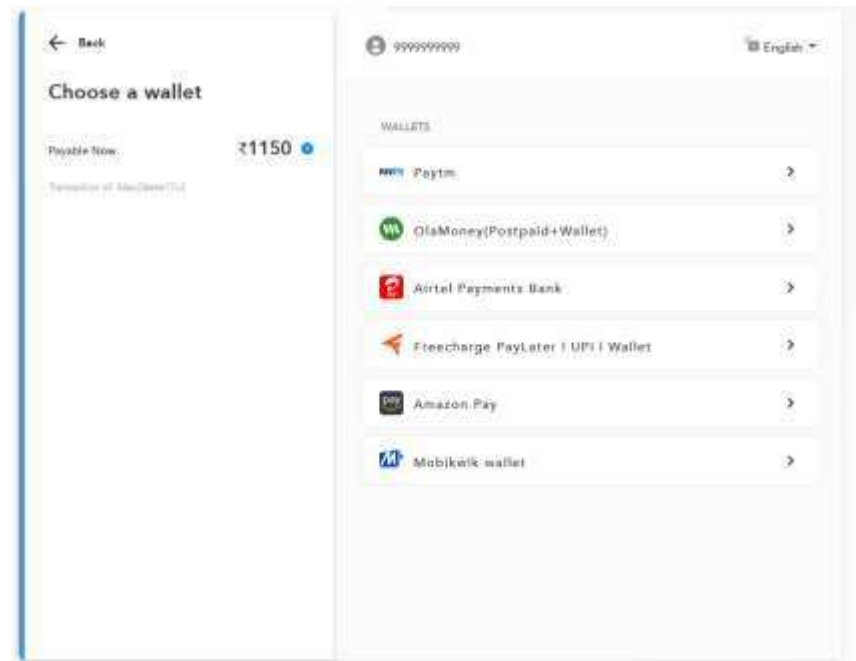 ← Back
Choose a wallet
Payable Now
₹1150
9999999999
English
WALLETS
Paytm
OlaMoney(Postpaid+Wallet)
Airtel Payments Bank
Freecharge PayLater | UPI | Wallet
pay
Amazon Pay
Mobikwik wallet